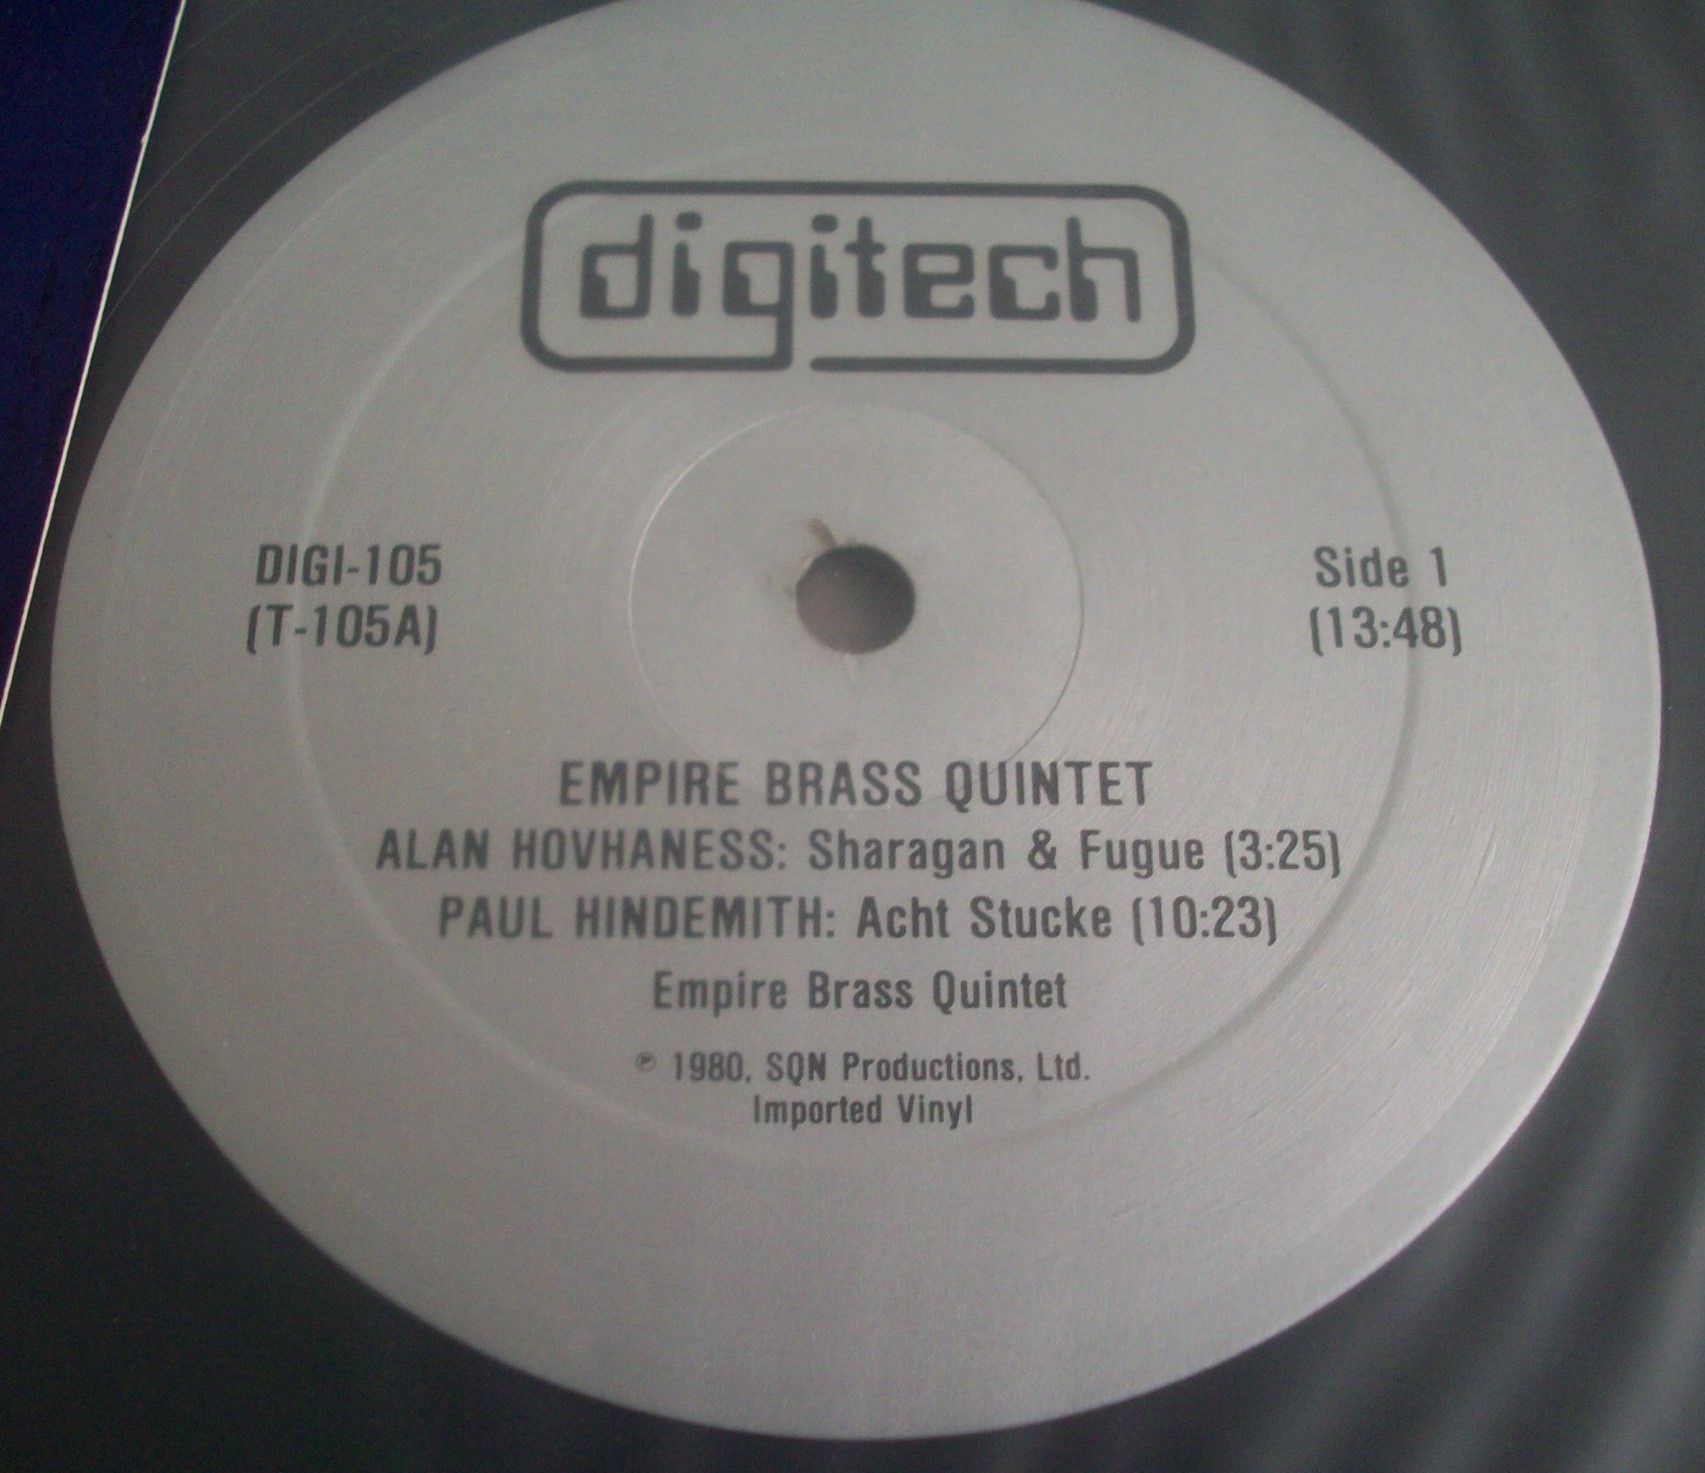 digitech
DIGI-105
(T-105A)
Side 1
(13:48)
EMPIRE BRASS QUINTET
ALAN HOVHANESS: Sharagan & Fugue (3:25)
PAUL HINDEMITH: Acht Stucke (10:23)
Empire Brass Quintet
℗ 1980, SQN Productions, Ltd.
Imported Vinyl